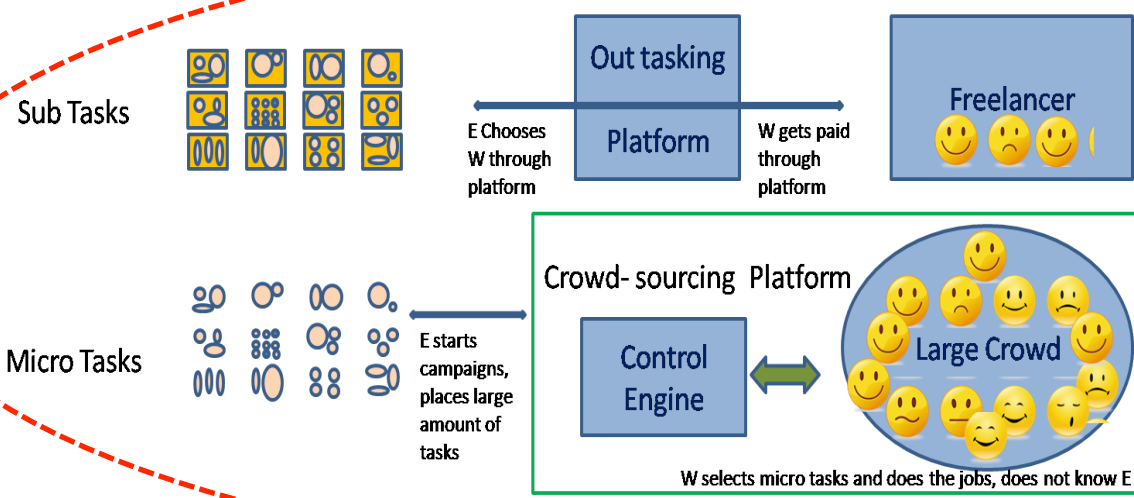 Sub Tasks
E Chooses
W through
platform
Out tasking
Platform
W gets paid
through
platform
Freelancer
Micro Tasks
E starts
campaigns,
places large
amount of
tasks
Crowd- sourcing Platform
Control
Engine
Large Crowd
W selects micro tasks and does the jobs, does not know E